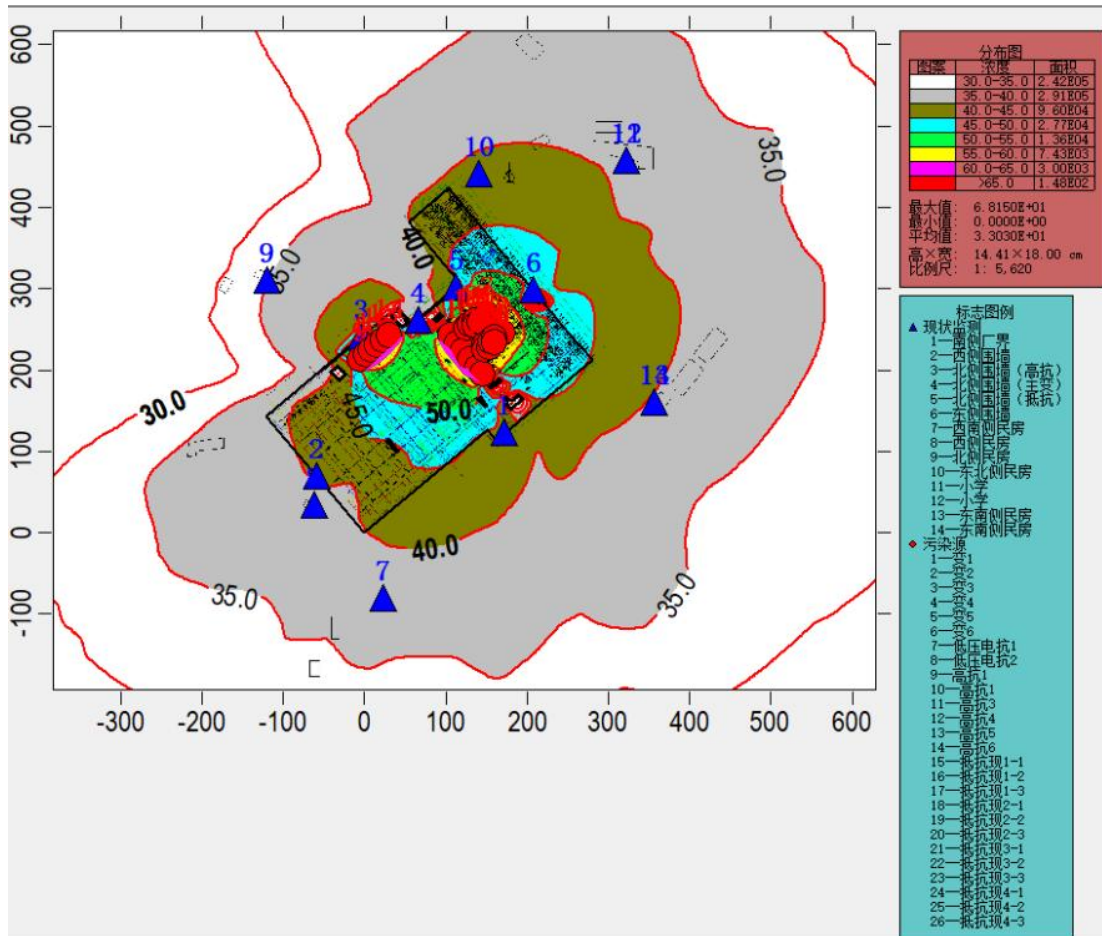 600
500
400
300
200
100
0
-100
-300
-200
-100
0
100
200
300
400
500
600
10
12
9
35.0
35.0
40.0
5
6
4
3
30.0
45.0
50.0
14
1
2
40.0
7
35.0
35.0
分布图
图案 浓度 面积
30.0-35.0 2.42E05
35.0-40.0 2.91E05
40.0-45.0 9.60E04
45.0-50.0 2.77E04
50.0-55.0 1.36E04
55.0-60.0 7.43E03
60.0-65.0 3.00E03
>65.0 1.48E02
最大值: 6.8150E+01
最小值: 0.0000E+00
平均值: 3.3030E+01
高×宽: 14.41×18.00 cm
比例尺: 1: 5,620
标志图例
现状监测
1—南侧厂界
2—西侧围墙
3—北侧围墙（高抗）
4—北侧围墙（主变）
5—北侧围墙（抵抗）
6—东侧围墙
7—西南侧民房
8—西侧民房
9—北侧民房
10—东北侧民房
11—小学
12—小学
13—东南侧民房
14—东南侧民房
污染源
1—变1
2—变2
3—变3
4—变4
5—变5
6—变6
7—低压电抗1
8—低压电抗2
9—高抗1
10—高抗1
11—高抗3
12—高抗4
13—高抗5
14—高抗6
15—抵抗现1-1
16—抵抗现1-2
17—抵抗现1-3
18—抵抗现2-1
19—抵抗现2-2
20—抵抗现2-3
21—抵抗现3-1
22—抵抗现3-2
23—抵抗现3-3
24—抵抗现4-1
25—抵抗现4-2
26—抵抗现4-3